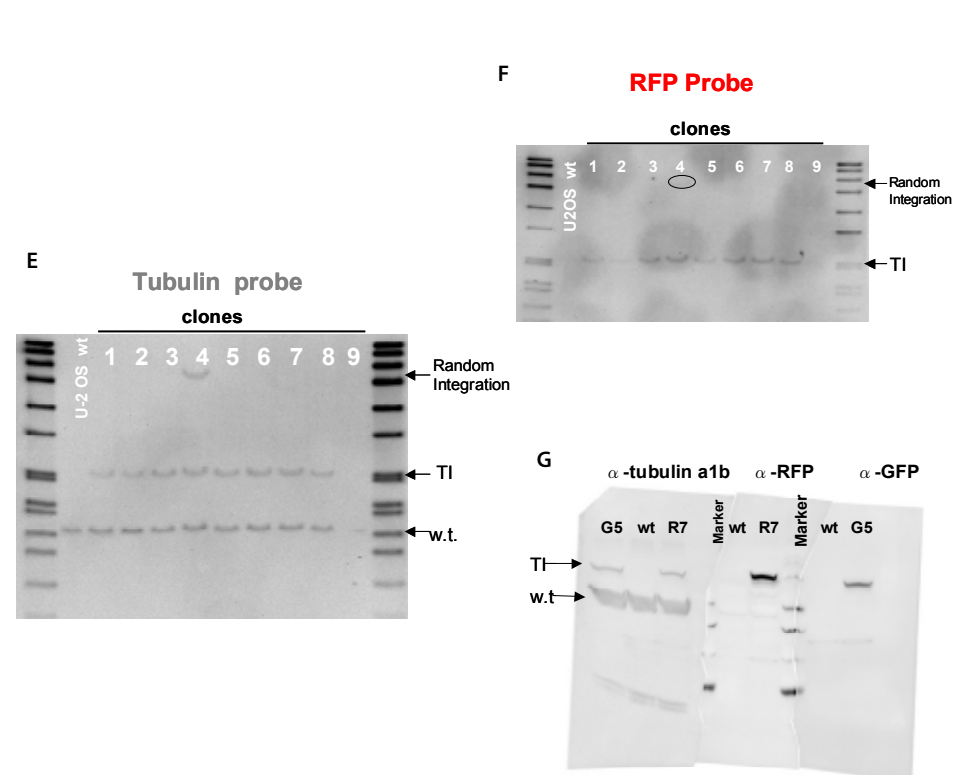 F
RFP Probe
clones
U2OS wt
1 2 3 4 5 6 7 8 9
Random
Integration
TI
E
Tubulin probe
clones
U-2 OS wt
1 2 3 4 5 6 7 8 9
Random
Integration
TI
w.t.
G
α -tubulin a1b α -RFP α -GFP
G5 wt R7 Marker wt R7 Marker wt G5
TI
w.t